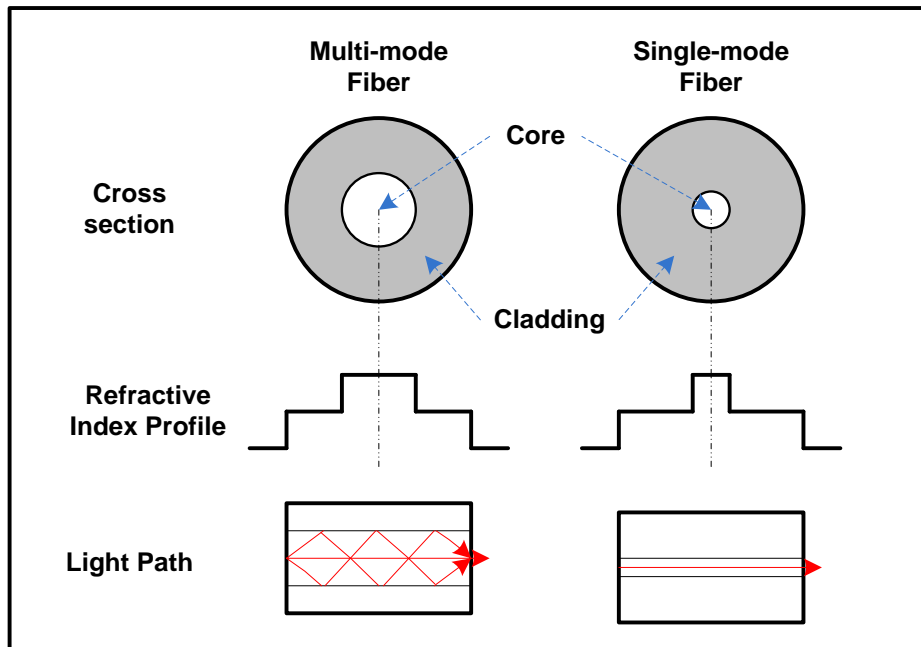 Multi-mode
Fiber
Single-mode
Fiber
Core
Cross
section
Cladding
Refractive
Index Profile
Light Path